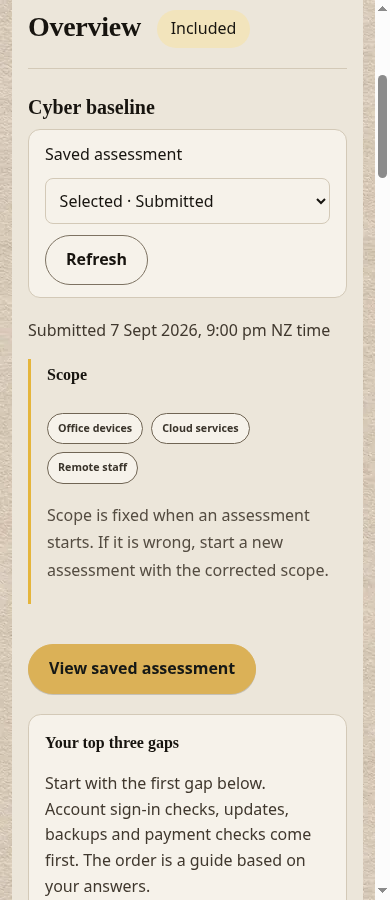 Overview
Included
Cyber baseline
Saved assessment
Selected · Submitted
Refresh
Submitted 7 Sept 2026, 9:00 pm NZ time
Scope
Office devices
Cloud services
Remote staff
Scope is fixed when an assessment
starts. If it is wrong, start a new
assessment with the corrected scope.
View saved assessment
Your top three gaps
Start with the first gap below.
Account sign-in checks, updates,
backups and payment checks come
first. The order is a guide based on
your answers.